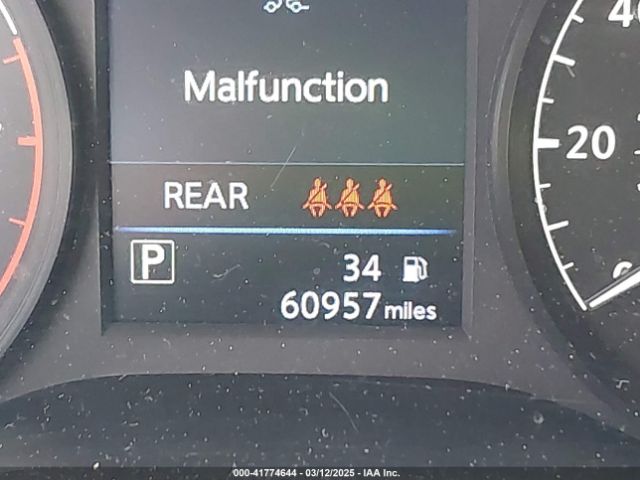 40
Malfunction
20
REAR
P
34
60957 miles
000-41774644 - 03/12/2025 - IAA Inc.